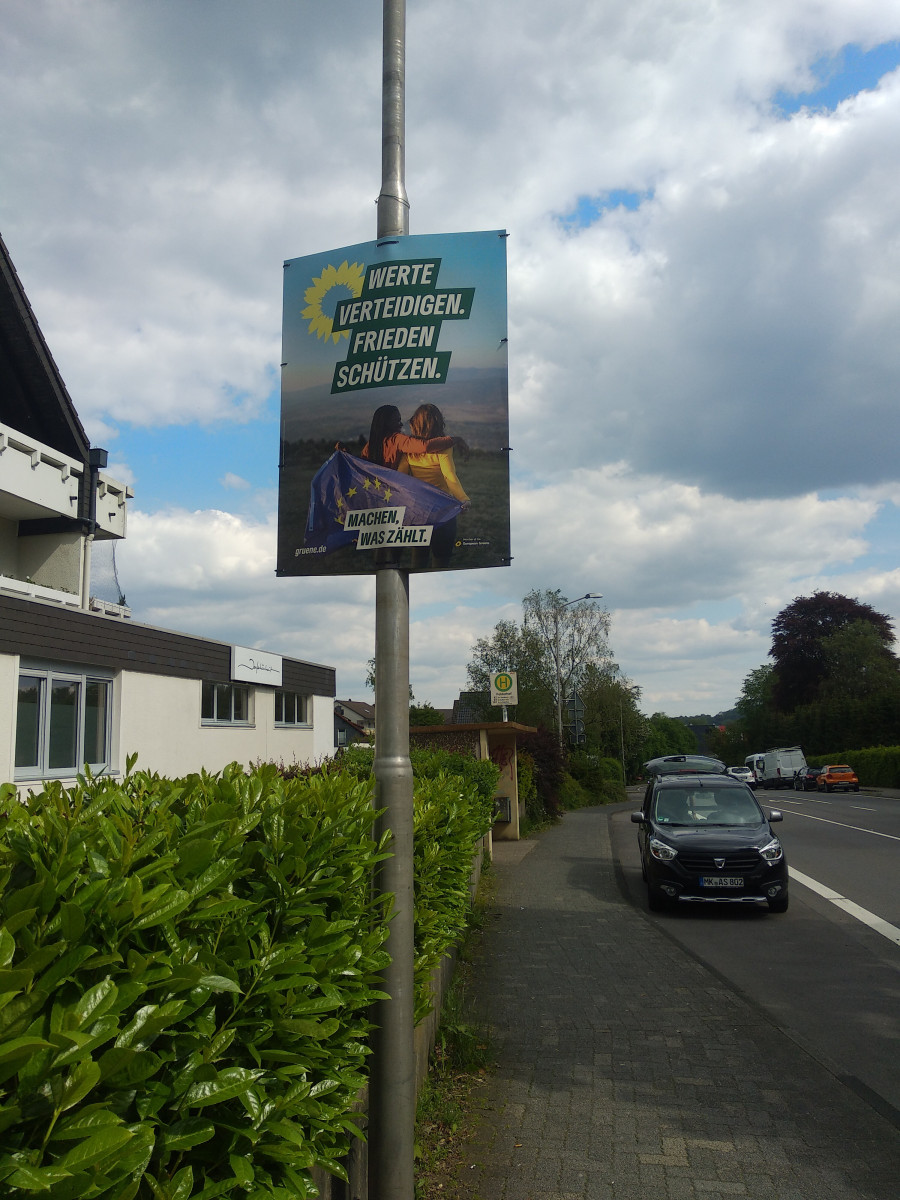 WERTE
VERTEIDIGEN.
FRIEDEN
SCHÜTZEN.
MACHEN,
WAS ZÄHLT.
gruene.de
H
MK AS 802